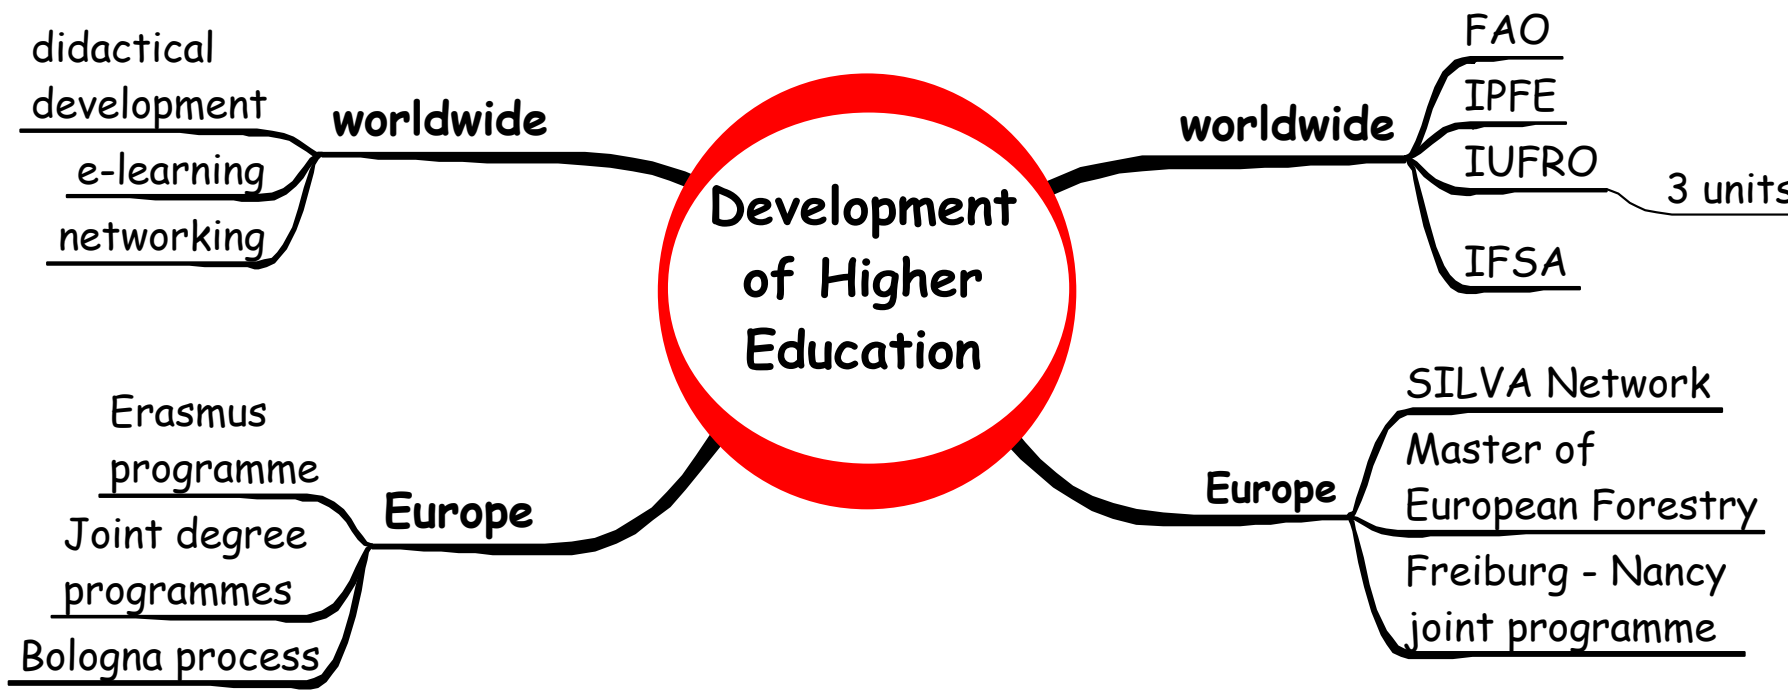 didactical
development
e-learning
networking
worldwide
Erasmus
programme
Joint degree
programmes
Bologna process
Europe
Development
of Higher
Education
worldwide
FAO
IPFE
IUFRO
3 units
IFSA
Europe
SILVA Network
Master of
European Forestry
Freiburg - Nancy
joint programme